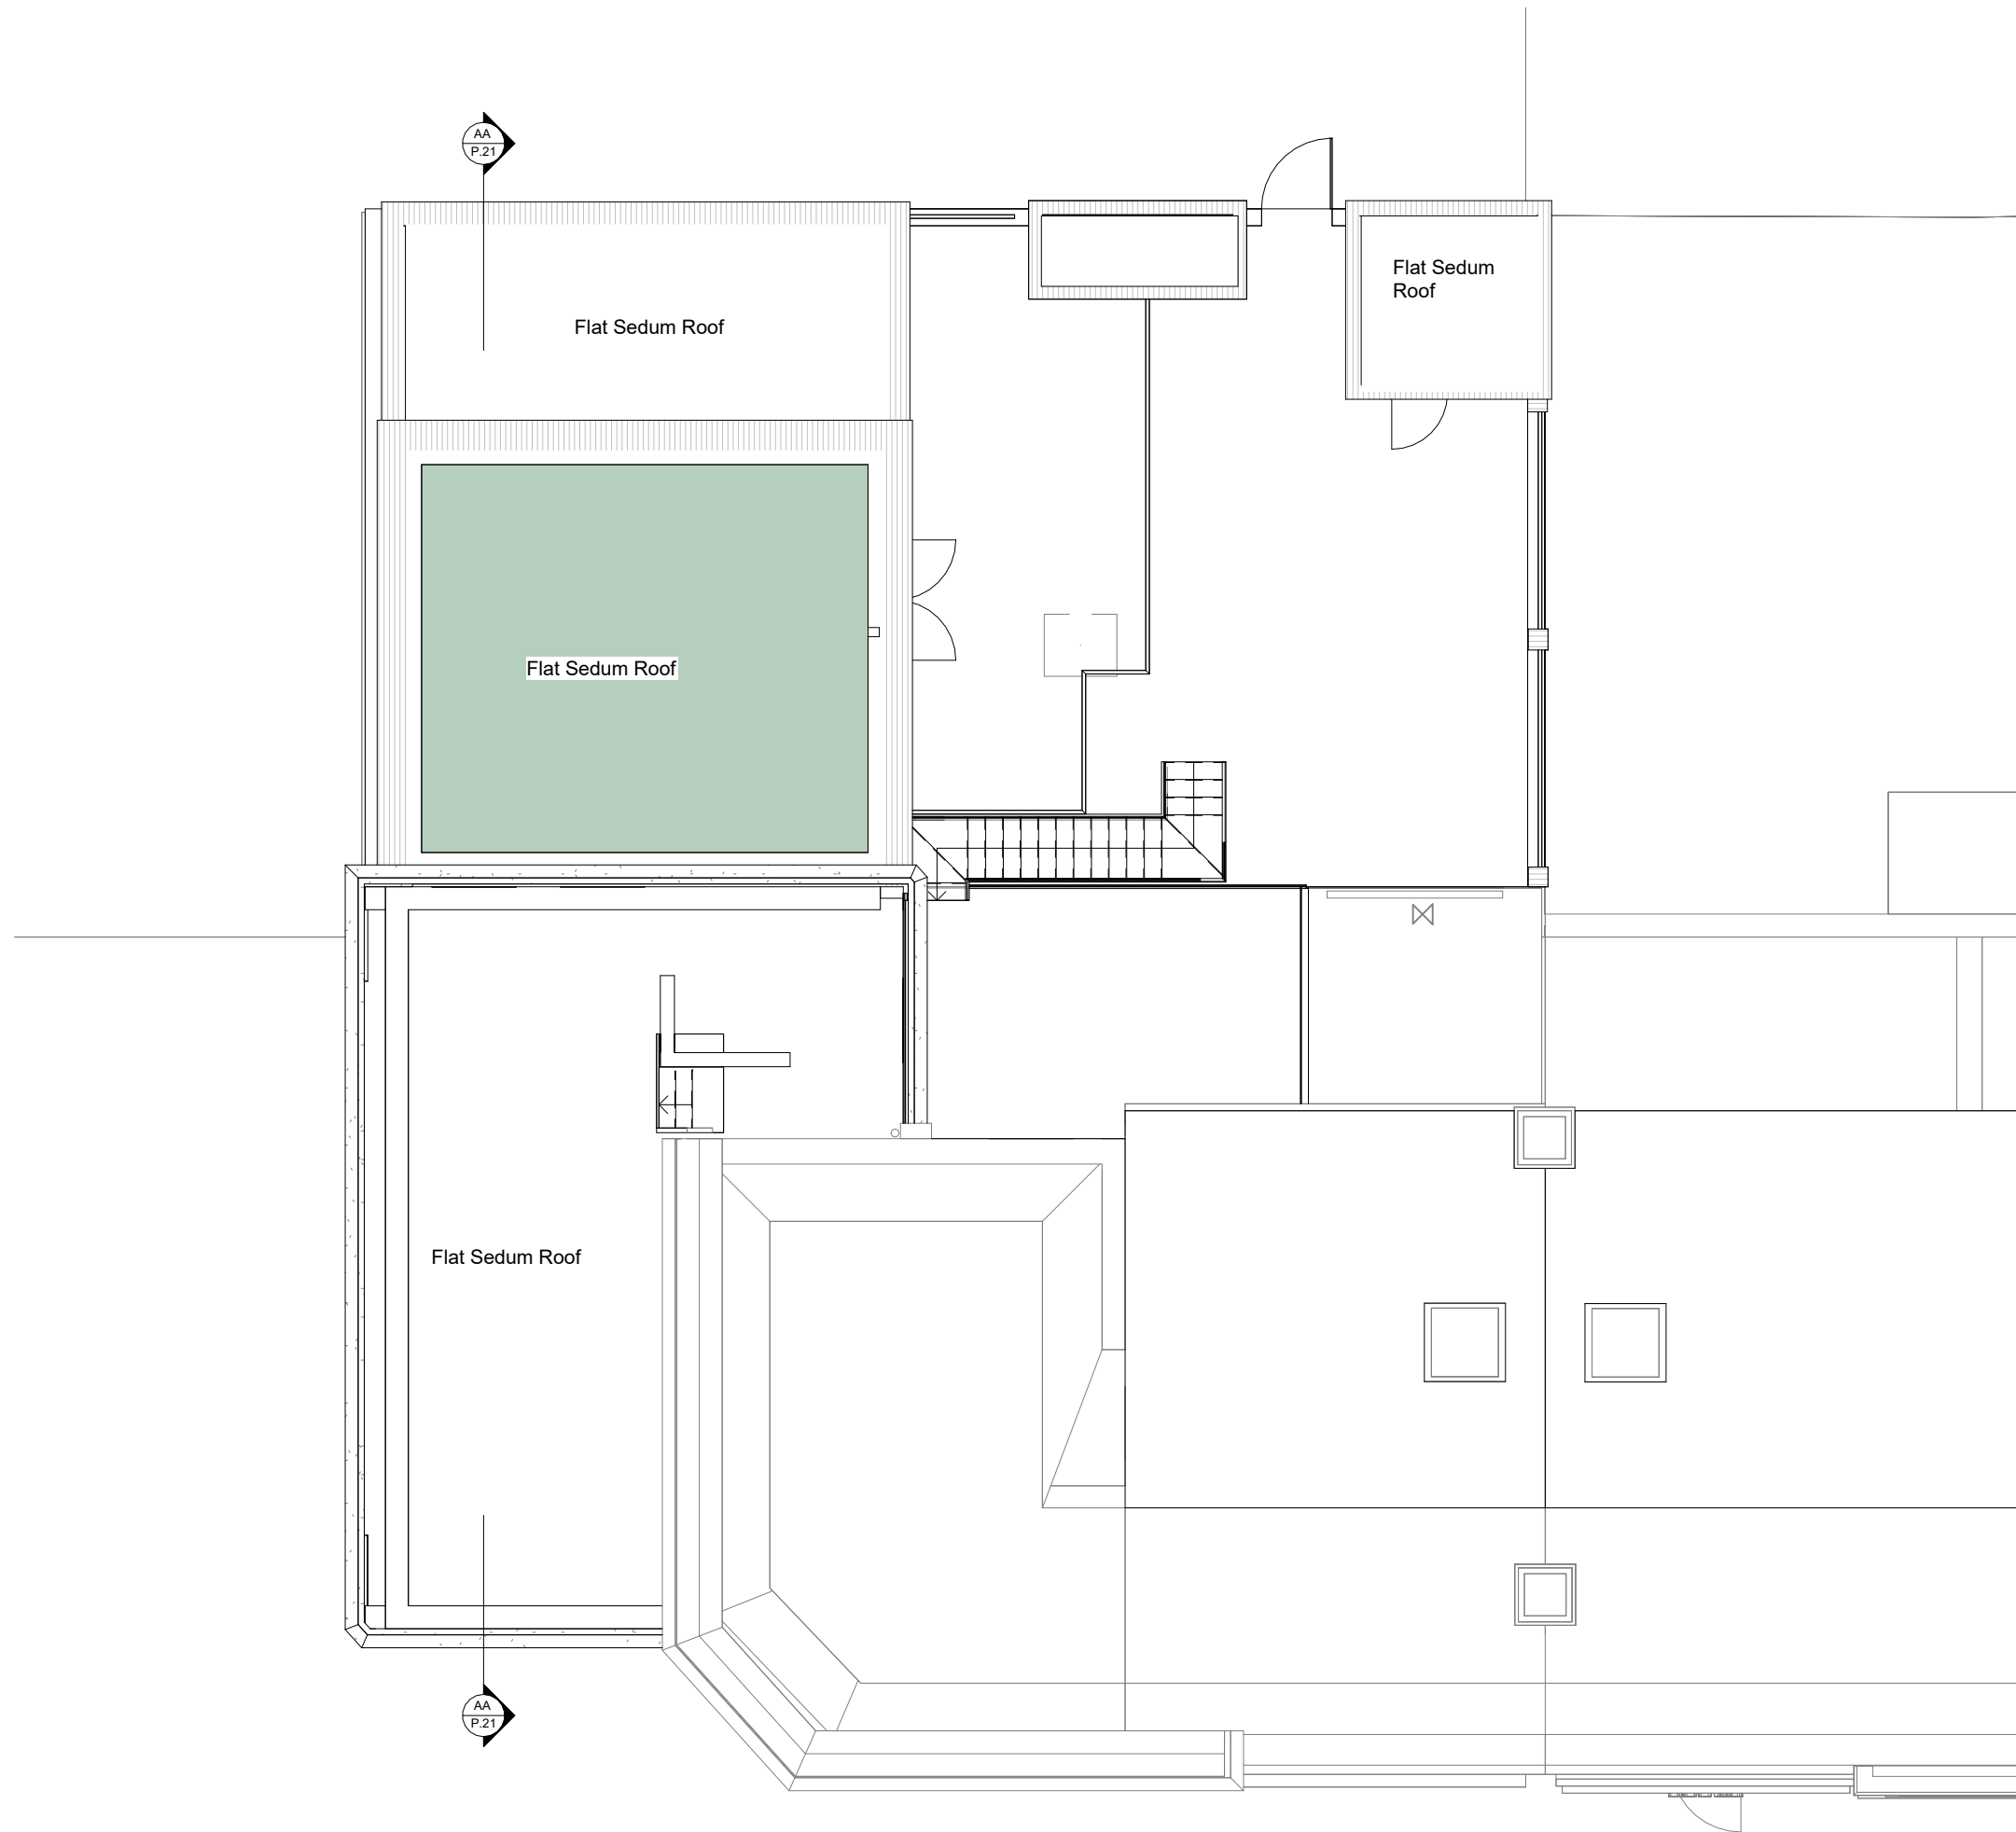 AA
P.21
Flat Sedum
Roof
Flat Sedum Roof
Flat Sedum Roof
Flat Sedum Roof
AA
P.21